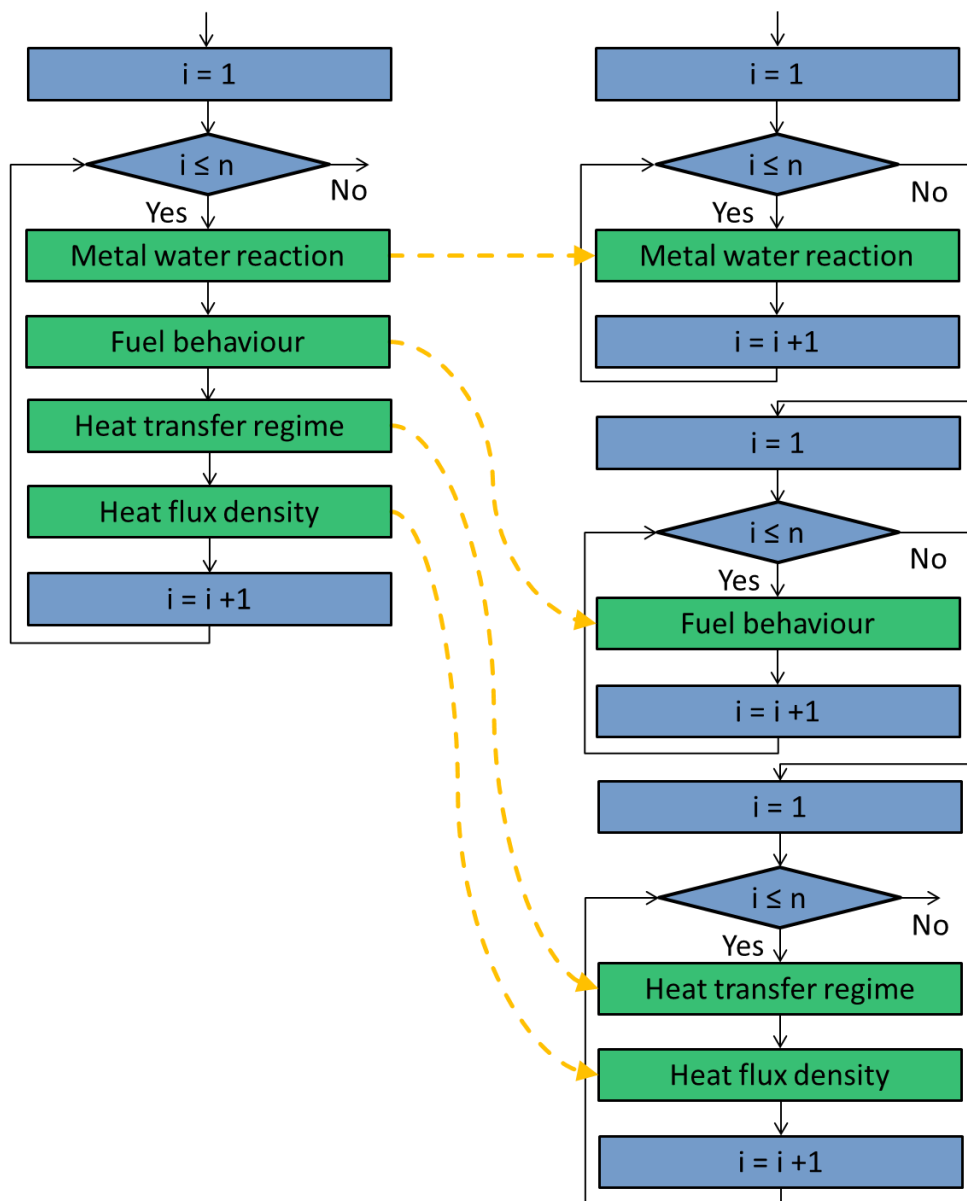 i = 1
i ≤ n
No
Yes
Metal water reaction
Fuel behaviour
Heat transfer regime
Heat flux density
i = i +1
i = 1
i ≤ n
No
Yes
Metal water reaction
i = i +1
i = 1
i ≤ n
No
Yes
Fuel behaviour
i = i +1
i = 1
i ≤ n
No
Yes
Heat transfer regime
Heat flux density
i = i +1